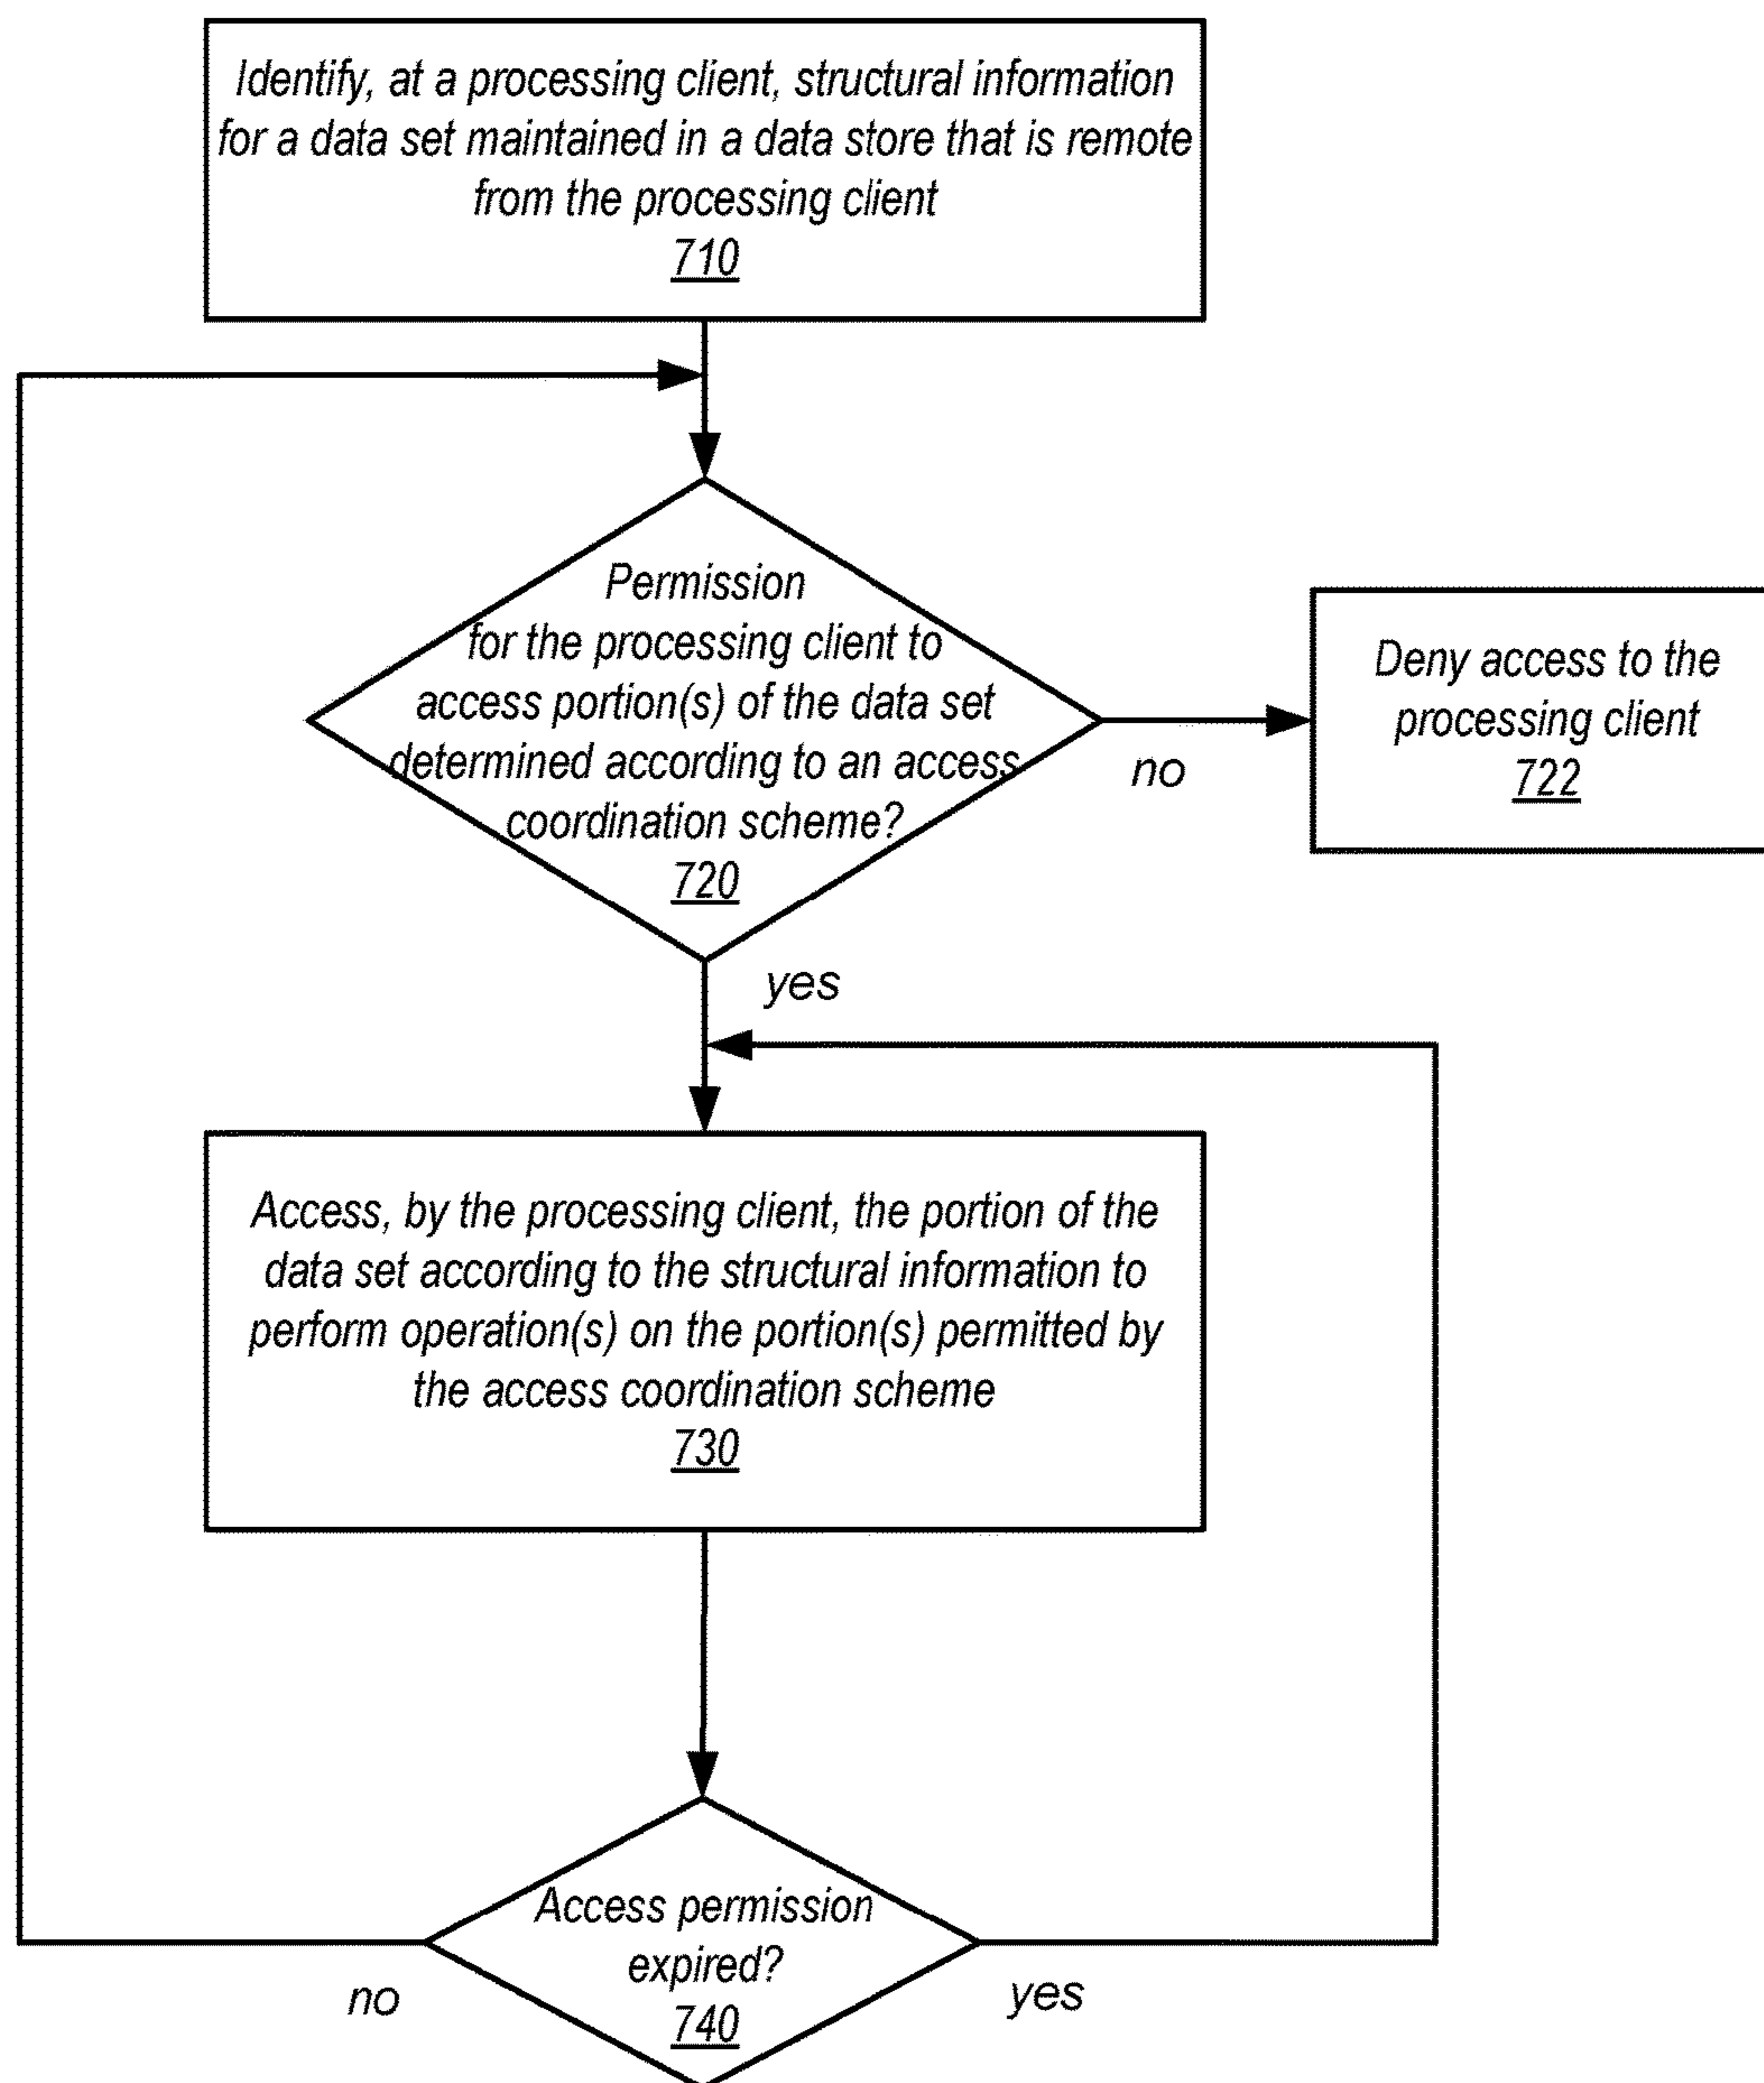 Identify, at a processing client, structural information
for a data set maintained in a data store that is remote
from the processing client
710
Permission
for the processing client to
access portion(s) of the data set
determined according to an access
coordination scheme?
720
no
Deny access to the
processing client
722
yes
Access, by the processing client, the portion of the
data set according to the structural information to
perform operation(s) on the portion(s) permitted by
the access coordination scheme
730
Access permission
expired?
740
no
yes